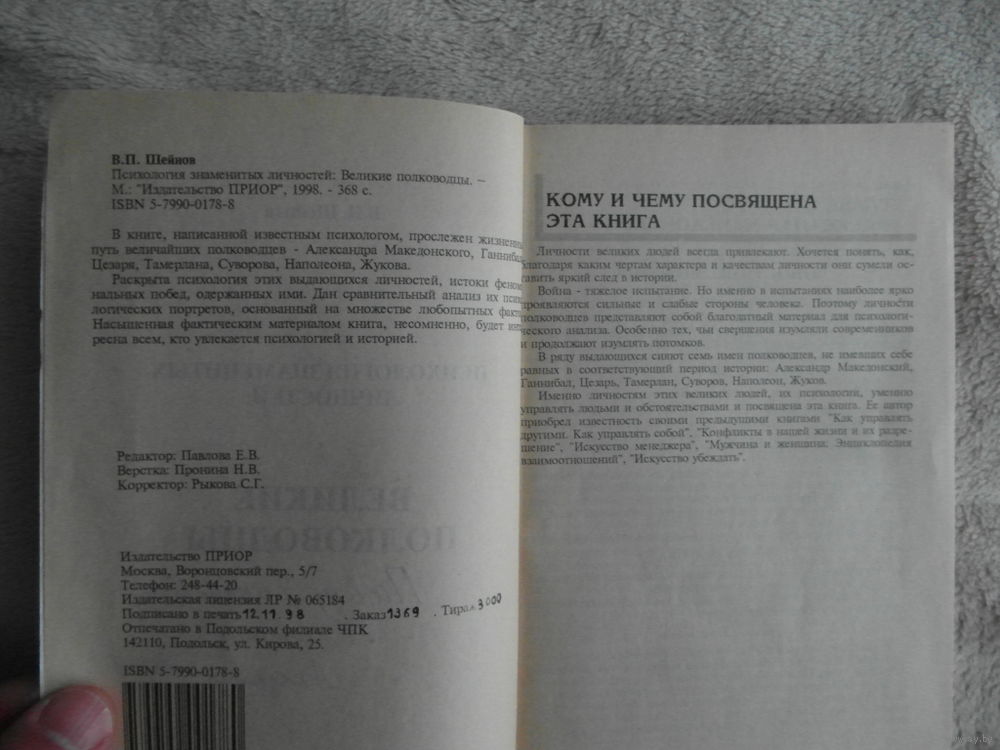 В.П. Шейнов
Психология знаменитых личностей: Великие полководцы. –
М.: "Издательство ПРИОР", 1998. - 368 с.
ISBN 5-7990-0178-8
В книге, написанной известным психологом, прослежен жизненны
путь величайших полководцев - Александра Македонского, Ганнибал
Цезаря, Тамерлана, Суворова, Наполеона, Жукова.
Раскрыта психология этих выдающихся личностей, истоки феном
нальных побед, одержанных ими. Дан сравнительный анализ их псих
логических портретов, основанный на множестве любопытных факт
Насыщенная фактическим материалом книга, несомненно, будет инт
ресна всем, кто увлекается психологией и историей.
Редактор: Павлова Е.В.
Верстка: Пронина Н.В.
Корректор: Рыкова С.Г.
Издательство ПРИОР
Москва, Воронцовский пер., 5/7
Телефон: 248-44-20
Издательская лицензия ЛР № 065184
Подписано в печать 12.11.98 . Заказ 1369 . Тираж 3000
Отпечатано в Подольском филиале ЧПК
142110, Подольск, ул. Кирова, 25.
ISBN 5-7990-0178-8
КОМУ И ЧЕМУ ПОСВЯЩЕНА
ЭТА КНИГА
Личности великих людей всегда привлекают. Хочется понять, как,
благодаря каким чертам характера и качествам личности они сумели ос-
тавить яркий след в истории.
Война - тяжелое испытание. Но именно в испытаниях наиболее ярко
проявляются сильные и слабые стороны человека. Поэтому личности
полководцев представляют собой благодатный материал для психологи-
ческого анализа. Особенно тех, чьи свершения изумляли современников
и продолжают изумлять потомков.
В ряду выдающихся сияют семь имен полководцев, не имевших себе
равных в соответствующий период истории: Александр Македонский,
Ганнибал, Цезарь, Тамерлан, Суворов, Наполеон, Жуков.
Именно личностям этих великих людей, их психологии, умению
управлять людьми и обстоятельствами и посвящена эта книга. Ее автор
приобрел известность своими предыдущими книгами "Как управлять
другими. Как управлять собой", "Конфликты в нашей жизни и их разре-
шение", "Искусство менеджера", "Мужчина и женщина. Энциклопедия
взаимоотношений", "Искусство убеждать".